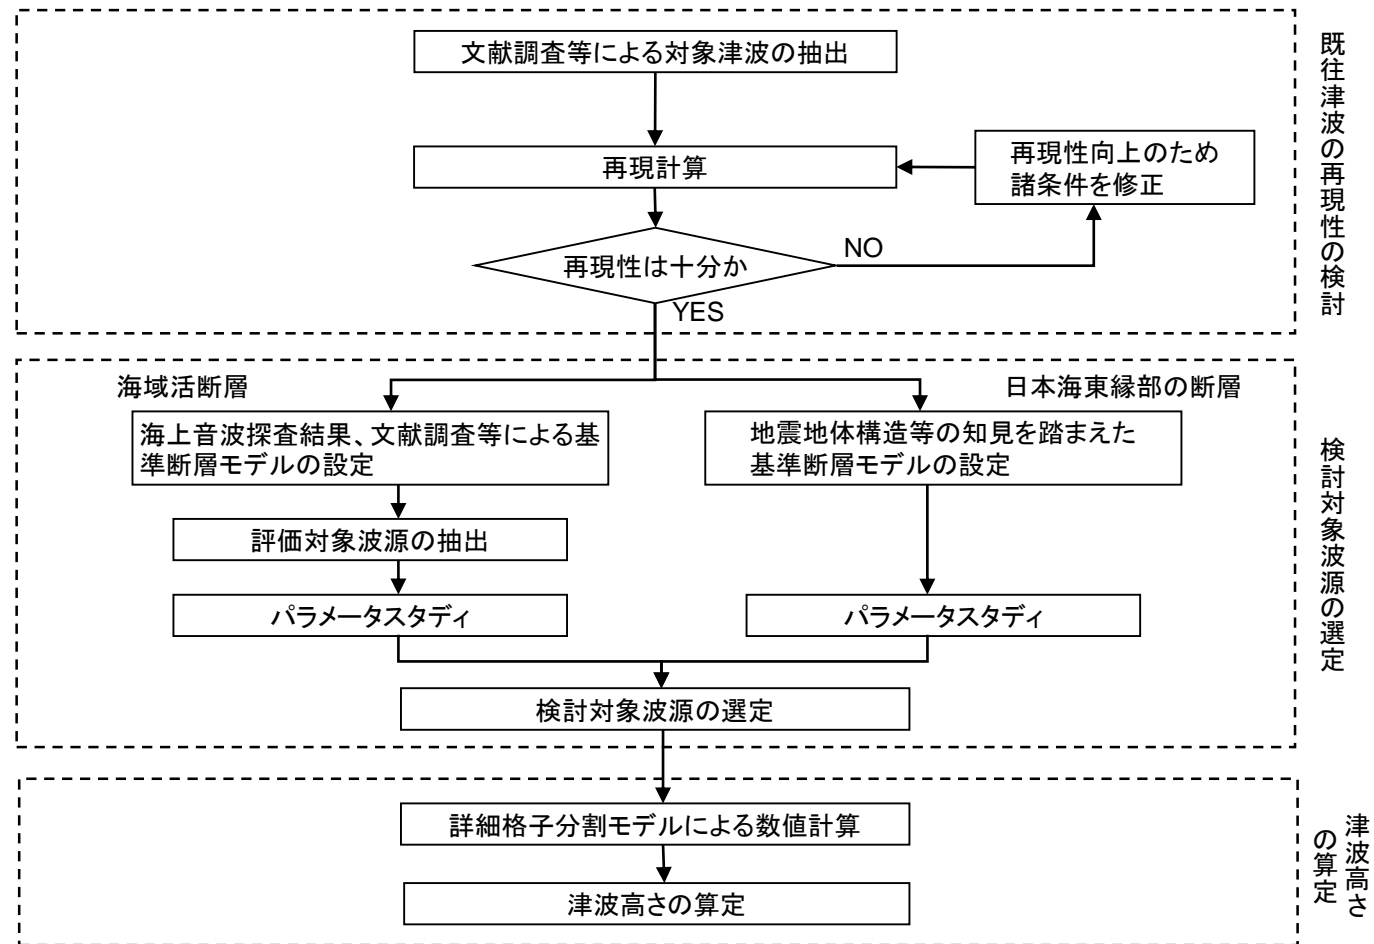 文献調査等による対象津波の抽出
再現計算
再現性向上のため
諸条件を修正
再現性は十分か
NO
YES
既往津波の再現性の検討
海域活断層
日本海東縁部の断層
海上音波探査結果、文献調査等による基
準断層モデルの設定
地震地体構造等の知見を踏まえた
基準断層モデルの設定
評価対象波源の抽出
パラメータスタディ
パラメータスタディ
検討対象波源の選定
検討対象波源の選定
詳細格子分割モデルによる数値計算
津波高さの算定
津波高さ
の算定